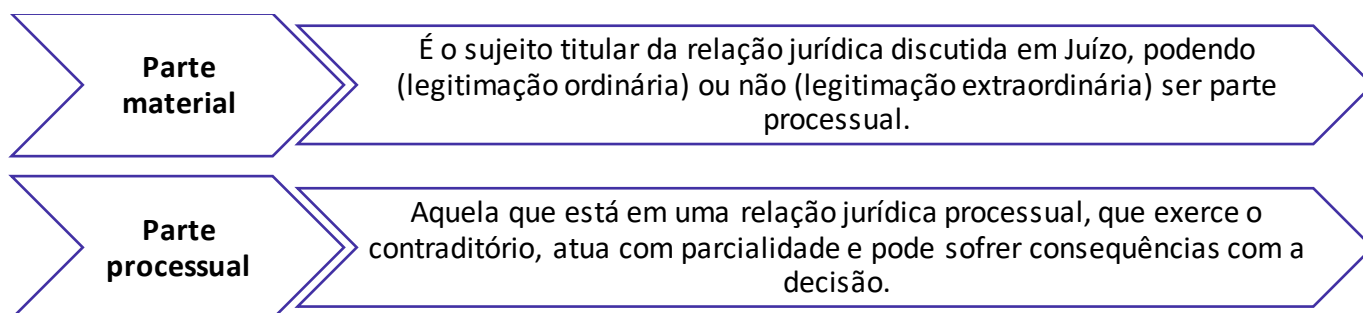 Parte
material
É o sujeito titular da relação jurídica discutida em Juízo, podendo
(legitimação ordinária) ou não (legitimação extraordinária) ser parte
processual.
Parte
processual
Aquela que está em uma relação jurídica processual, que exerce o
contraditório, atua com parcialidade e pode sofrer consequências com a
decisão.